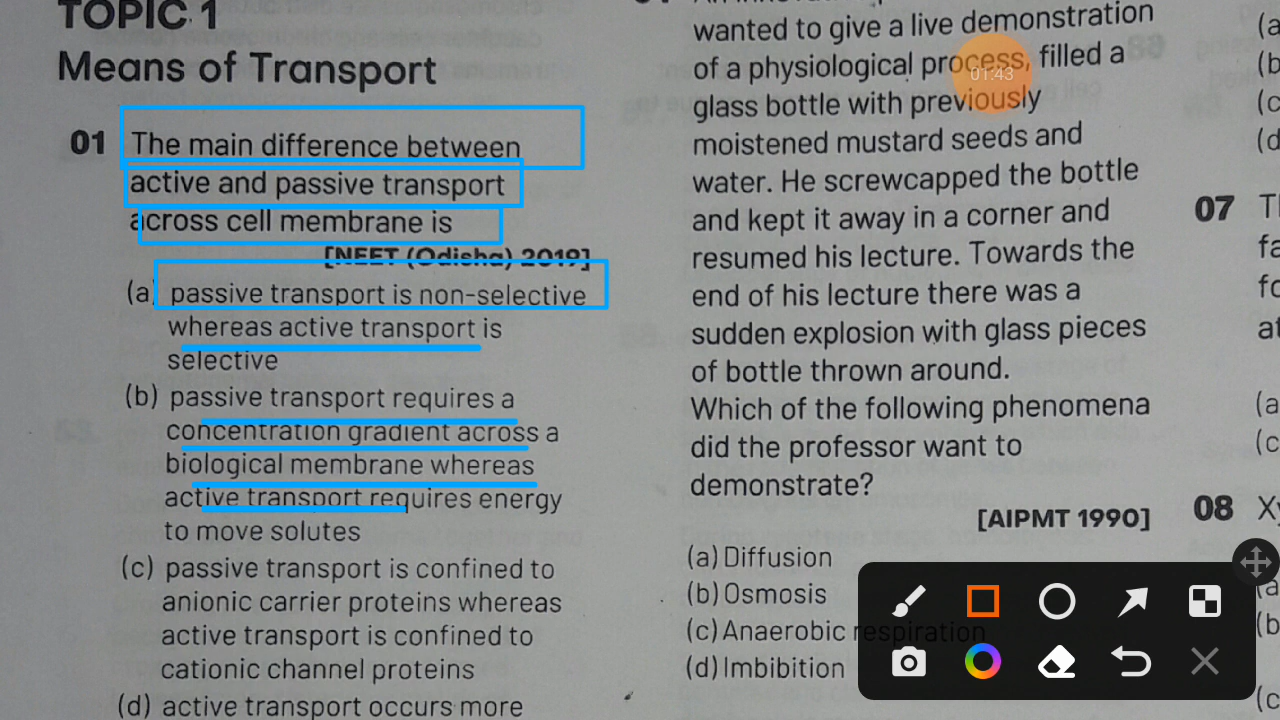 TOPIC 1
Means of Transport
01 The main difference between
active and passive transport
across cell membrane is
[NEET (Odisha) 2019]
(a) passive transport is non-selective
whereas active transport is
selective
(b) passive transport requires a
concentration gradient across a
biological membrane whereas
active transport requires energy
to move solutes
(c) passive transport is confined to
anionic carrier proteins whereas
active transport is confined to
cationic channel proteins
(d) active transport occurs more
wanted to give a live demonstration
of a physiological process, filled a
glass bottle with previously
moistened mustard seeds and
water. He screwcapped the bottle
and kept it away in a corner and
resumed his lecture. Towards the
end of his lecture there was a
sudden explosion with glass pieces
of bottle thrown around.
Which of the following phenomena
did the professor want to
demonstrate?
[AIPMT 1990]
(a) Diffusion
(b) Osmosis
(c) Anaerobic respiration
(d) Imbibition
01:43
07
08